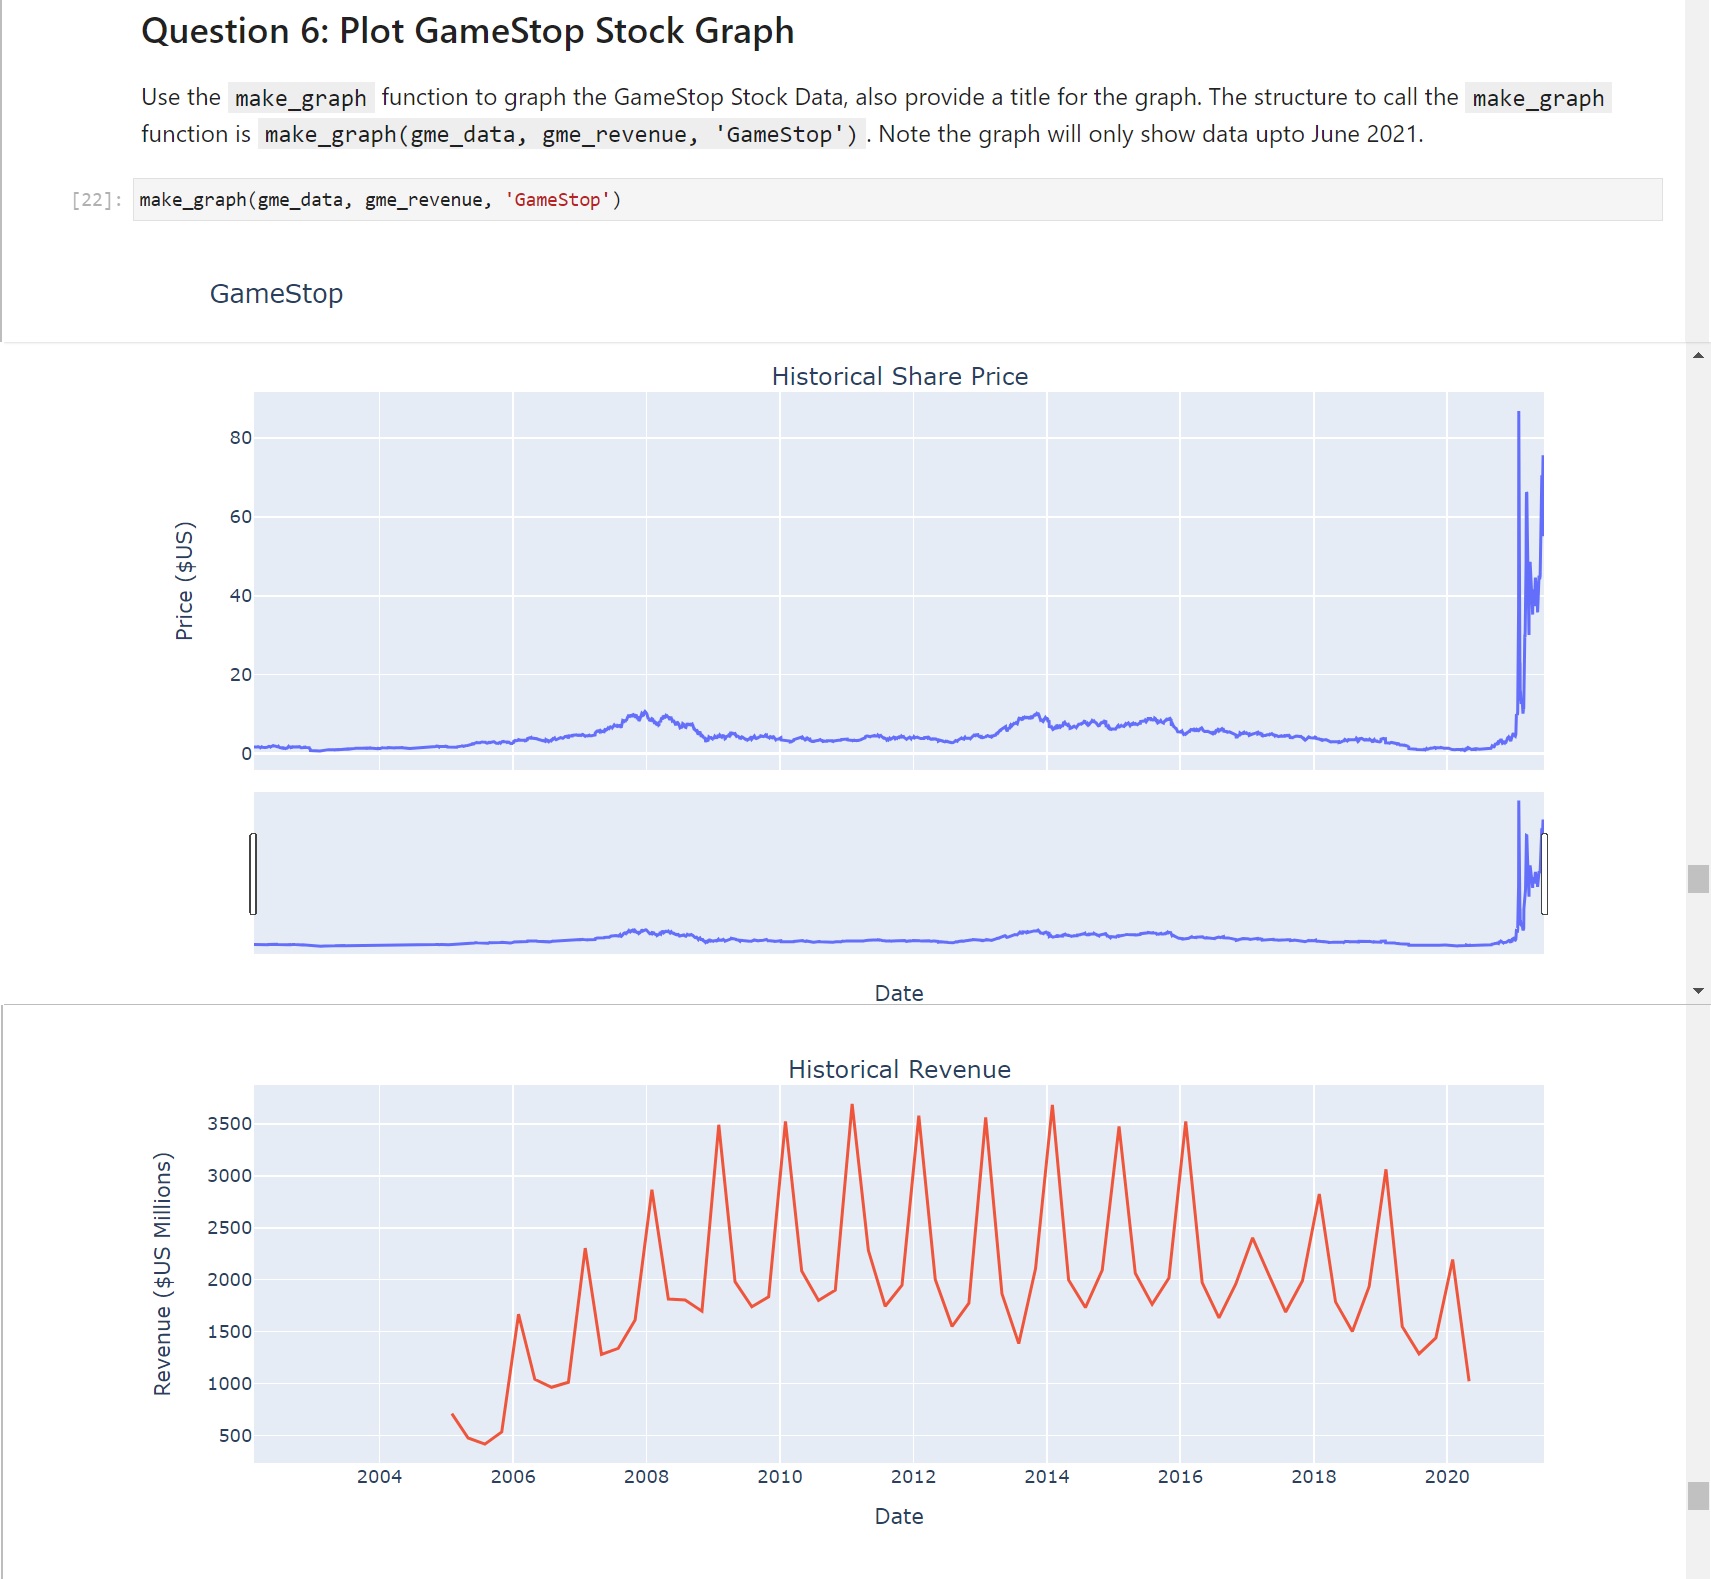 Question 6: Plot GameStop Stock Graph
Use the make_graph function to graph the GameStop Stock Data, also provide a title for the graph. The structure to call the make_graph
function is make_graph(gme_data, gme_revenue, 'GameStop') . Note the graph will only show data upto June 2021.
[22]: make_graph(gme_data, gme_revenue, 'GameStop')
GameStop
Historical Share Price
80
60
40
20
0
Price ($US)
Date
Historical Revenue
3500
3000
2500
2000
1500
1000
500
Revenue ($US Millions)
2004 2006 2008 2010 2012 2014 2016 2018 2020
Date